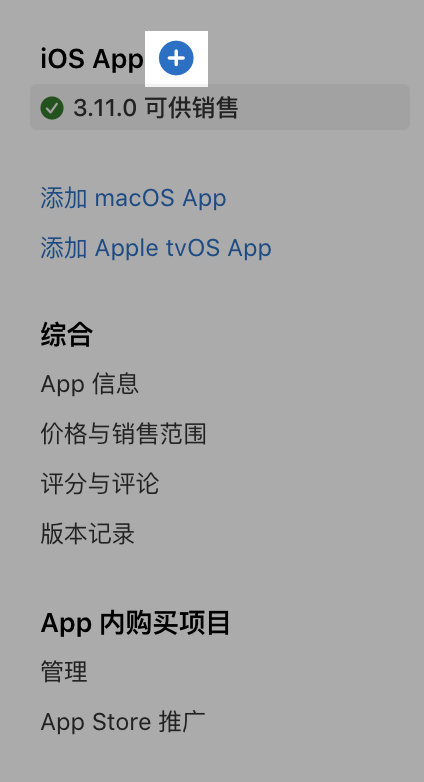 iOS App
3.11.0 可供销售
添加 macOS App
添加 Apple tvOS App
综合
App 信息
价格与销售范围
评分与评论
版本记录
App 内购买项目
管理
App Store 推广